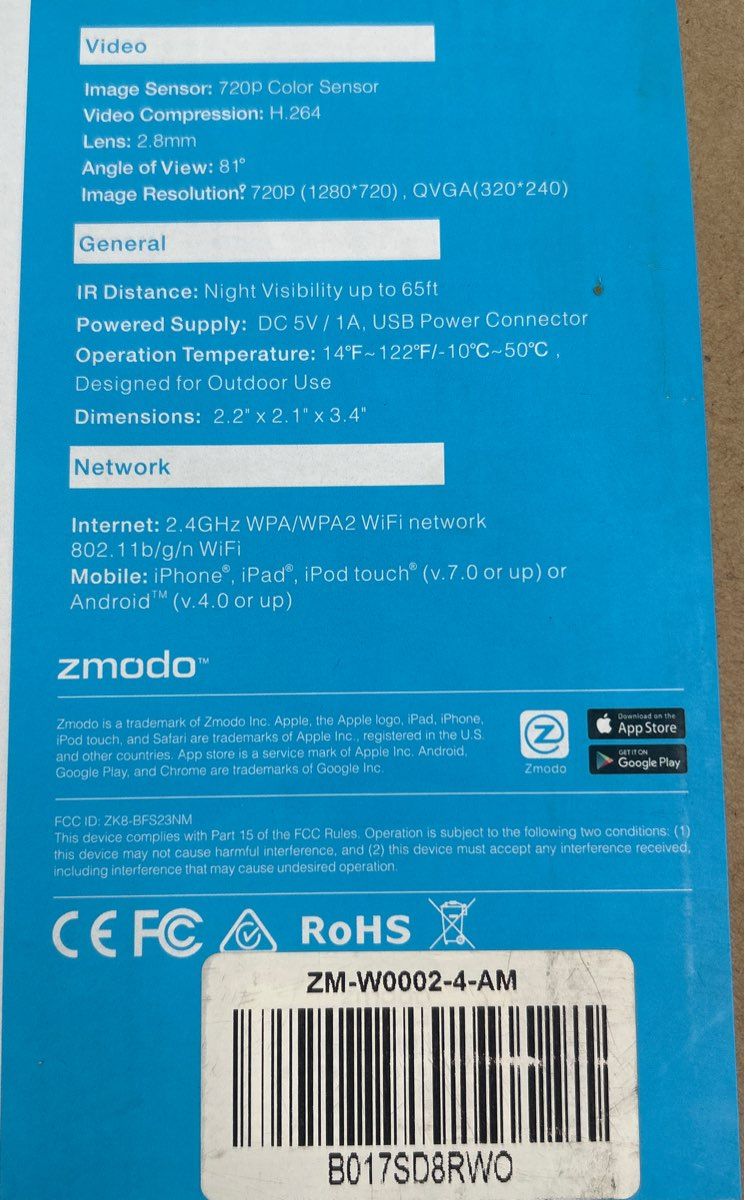 Video
Image Sensor: 720p Color Sensor
Video Compression: H.264
Lens: 2.8mm
Angle of View: 81°
Image Resolution: 720p (1280*720) , QVGA(320*240)
General
IR Distance: Night Visibility up to 65ft
Powered Supply: DC 5V / 1A, USB Power Connector
Operation Temperature: 14℉~122℉/-10℃~50℃ ,
Designed for Outdoor Use
Dimensions: 2.2" x 2.1" x 3.4"
Network
Internet: 2.4GHz WPA/WPA2 WiFi network
802.11b/g/n WiFi
Mobile: iPhone®, iPad®, iPod touch® (v.7.0 or up) or
Android™ (v.4.0 or up)
zmodo™
Zmodo is a trademark of Zmodo Inc. Apple, the Apple logo, iPad, iPhone,
iPod touch, and Safari are trademarks of Apple Inc., registered in the U.S.
and other countries. App store is a service mark of Apple Inc. Android,
Google Play, and Chrome are trademarks of Google Inc.
Zmodo
Download on the
App Store
GET IT ON
Google Play
FCC ID: ZK8-BFS23NM
This device complies with Part 15 of the FCC Rules. Operation is subject to the following two conditions: (1)
this device may not cause harmful interference, and (2) this device must accept any interference received,
including interference that may cause undesired operation.
CE FC RoHS
ZM-W0002-4-AM
B017SD8RWO